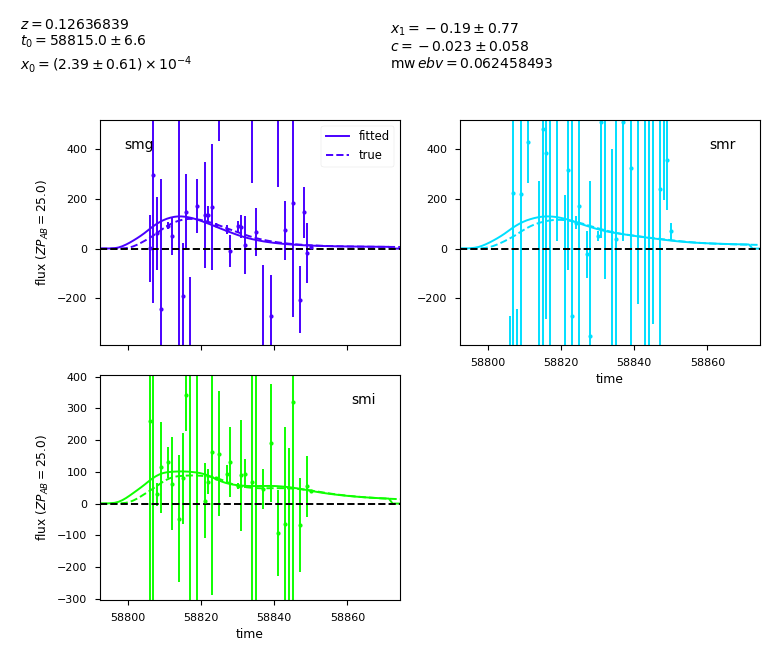 z = 0.12636839
t₀ = 58815.0 ± 6.6
x₀ = (2.39 ± 0.61) × 10⁻⁴
x₁ = −0.19 ± 0.77
c = −0.023 ± 0.058
mw ebv = 0.062458493
smg
fitted
true
400
200
0
−200
flux (ZP_AB = 25.0)
smr
400
200
0
−200
58800 58820 58840 58860
time
smi
400
300
200
100
0
−100
−200
−300
flux (ZP_AB = 25.0)
58800 58820 58840 58860
time